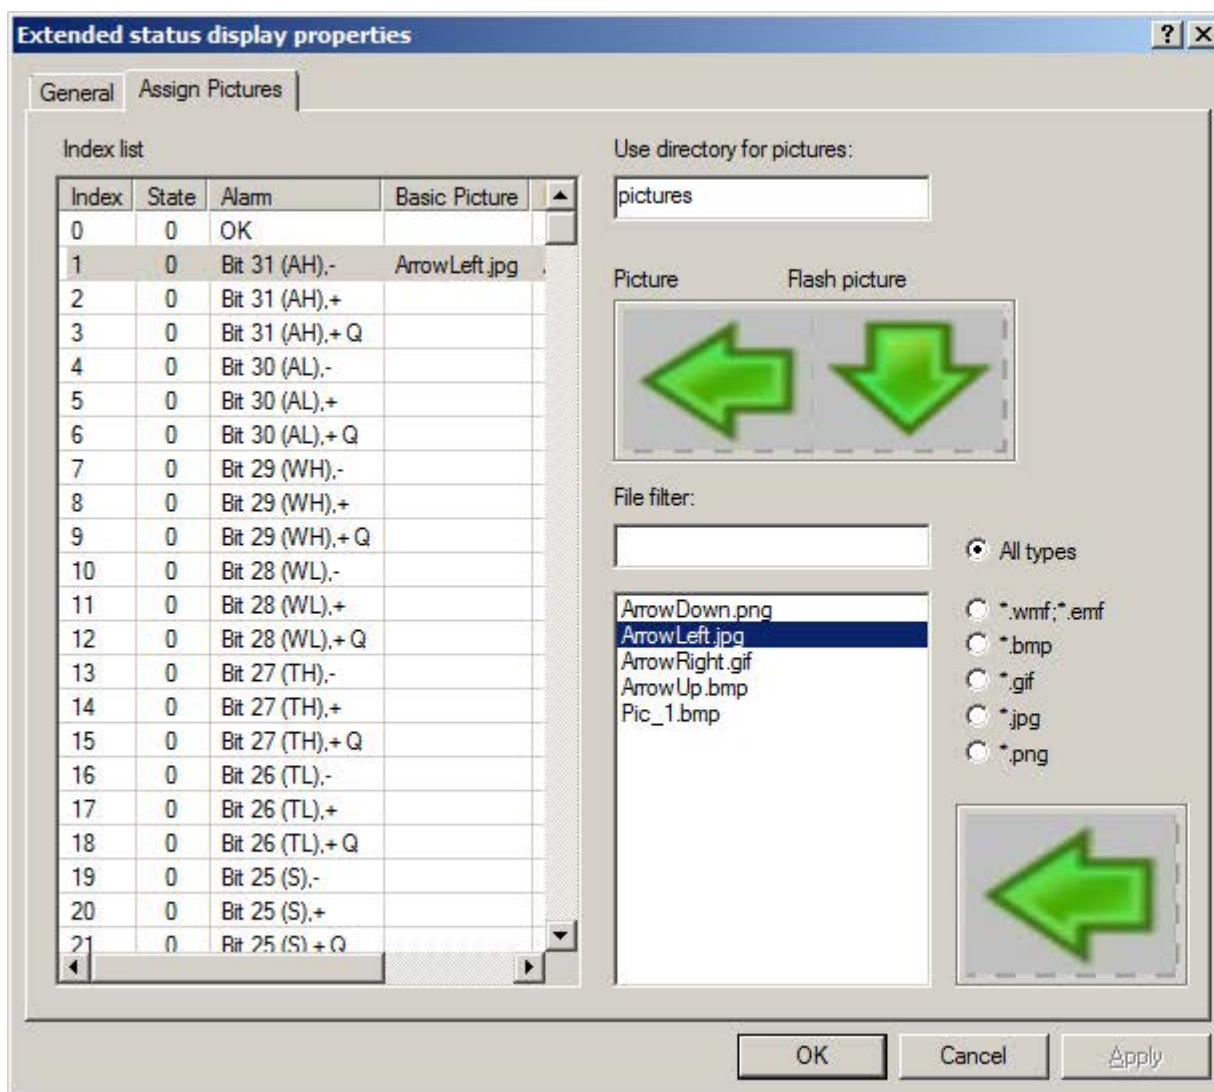 Extended status display properties
General Assign Pictures
Index list
Index State Alarm Basic Picture
0 0 OK
1 0 Bit 31 (AH),- ArrowLeft.jpg
2 0 Bit 31 (AH),+
3 0 Bit 31 (AH),+ Q
4 0 Bit 30 (AL),-
5 0 Bit 30 (AL),+
6 0 Bit 30 (AL),+ Q
7 0 Bit 29 (WH),-
8 0 Bit 29 (WH),+
9 0 Bit 29 (WH),+ Q
10 0 Bit 28 (WL),-
11 0 Bit 28 (WL),+
12 0 Bit 28 (WL),+ Q
13 0 Bit 27 (TH),-
14 0 Bit 27 (TH),+
15 0 Bit 27 (TH),+ Q
16 0 Bit 26 (TL),-
17 0 Bit 26 (TL),+
18 0 Bit 26 (TL),+ Q
19 0 Bit 25 (S),-
20 0 Bit 25 (S),+
21 0 Bit 25 (S),+ Q
Use directory for pictures:
pictures
Picture Flash picture
File filter:
ArrowDown.png
ArrowLeft.jpg
ArrowRight.gif
ArrowUp.bmp
Pic_1.bmp
All types
*.wmf;*.emf
*.bmp
*.gif
*.jpg
*.png
OK Cancel Apply